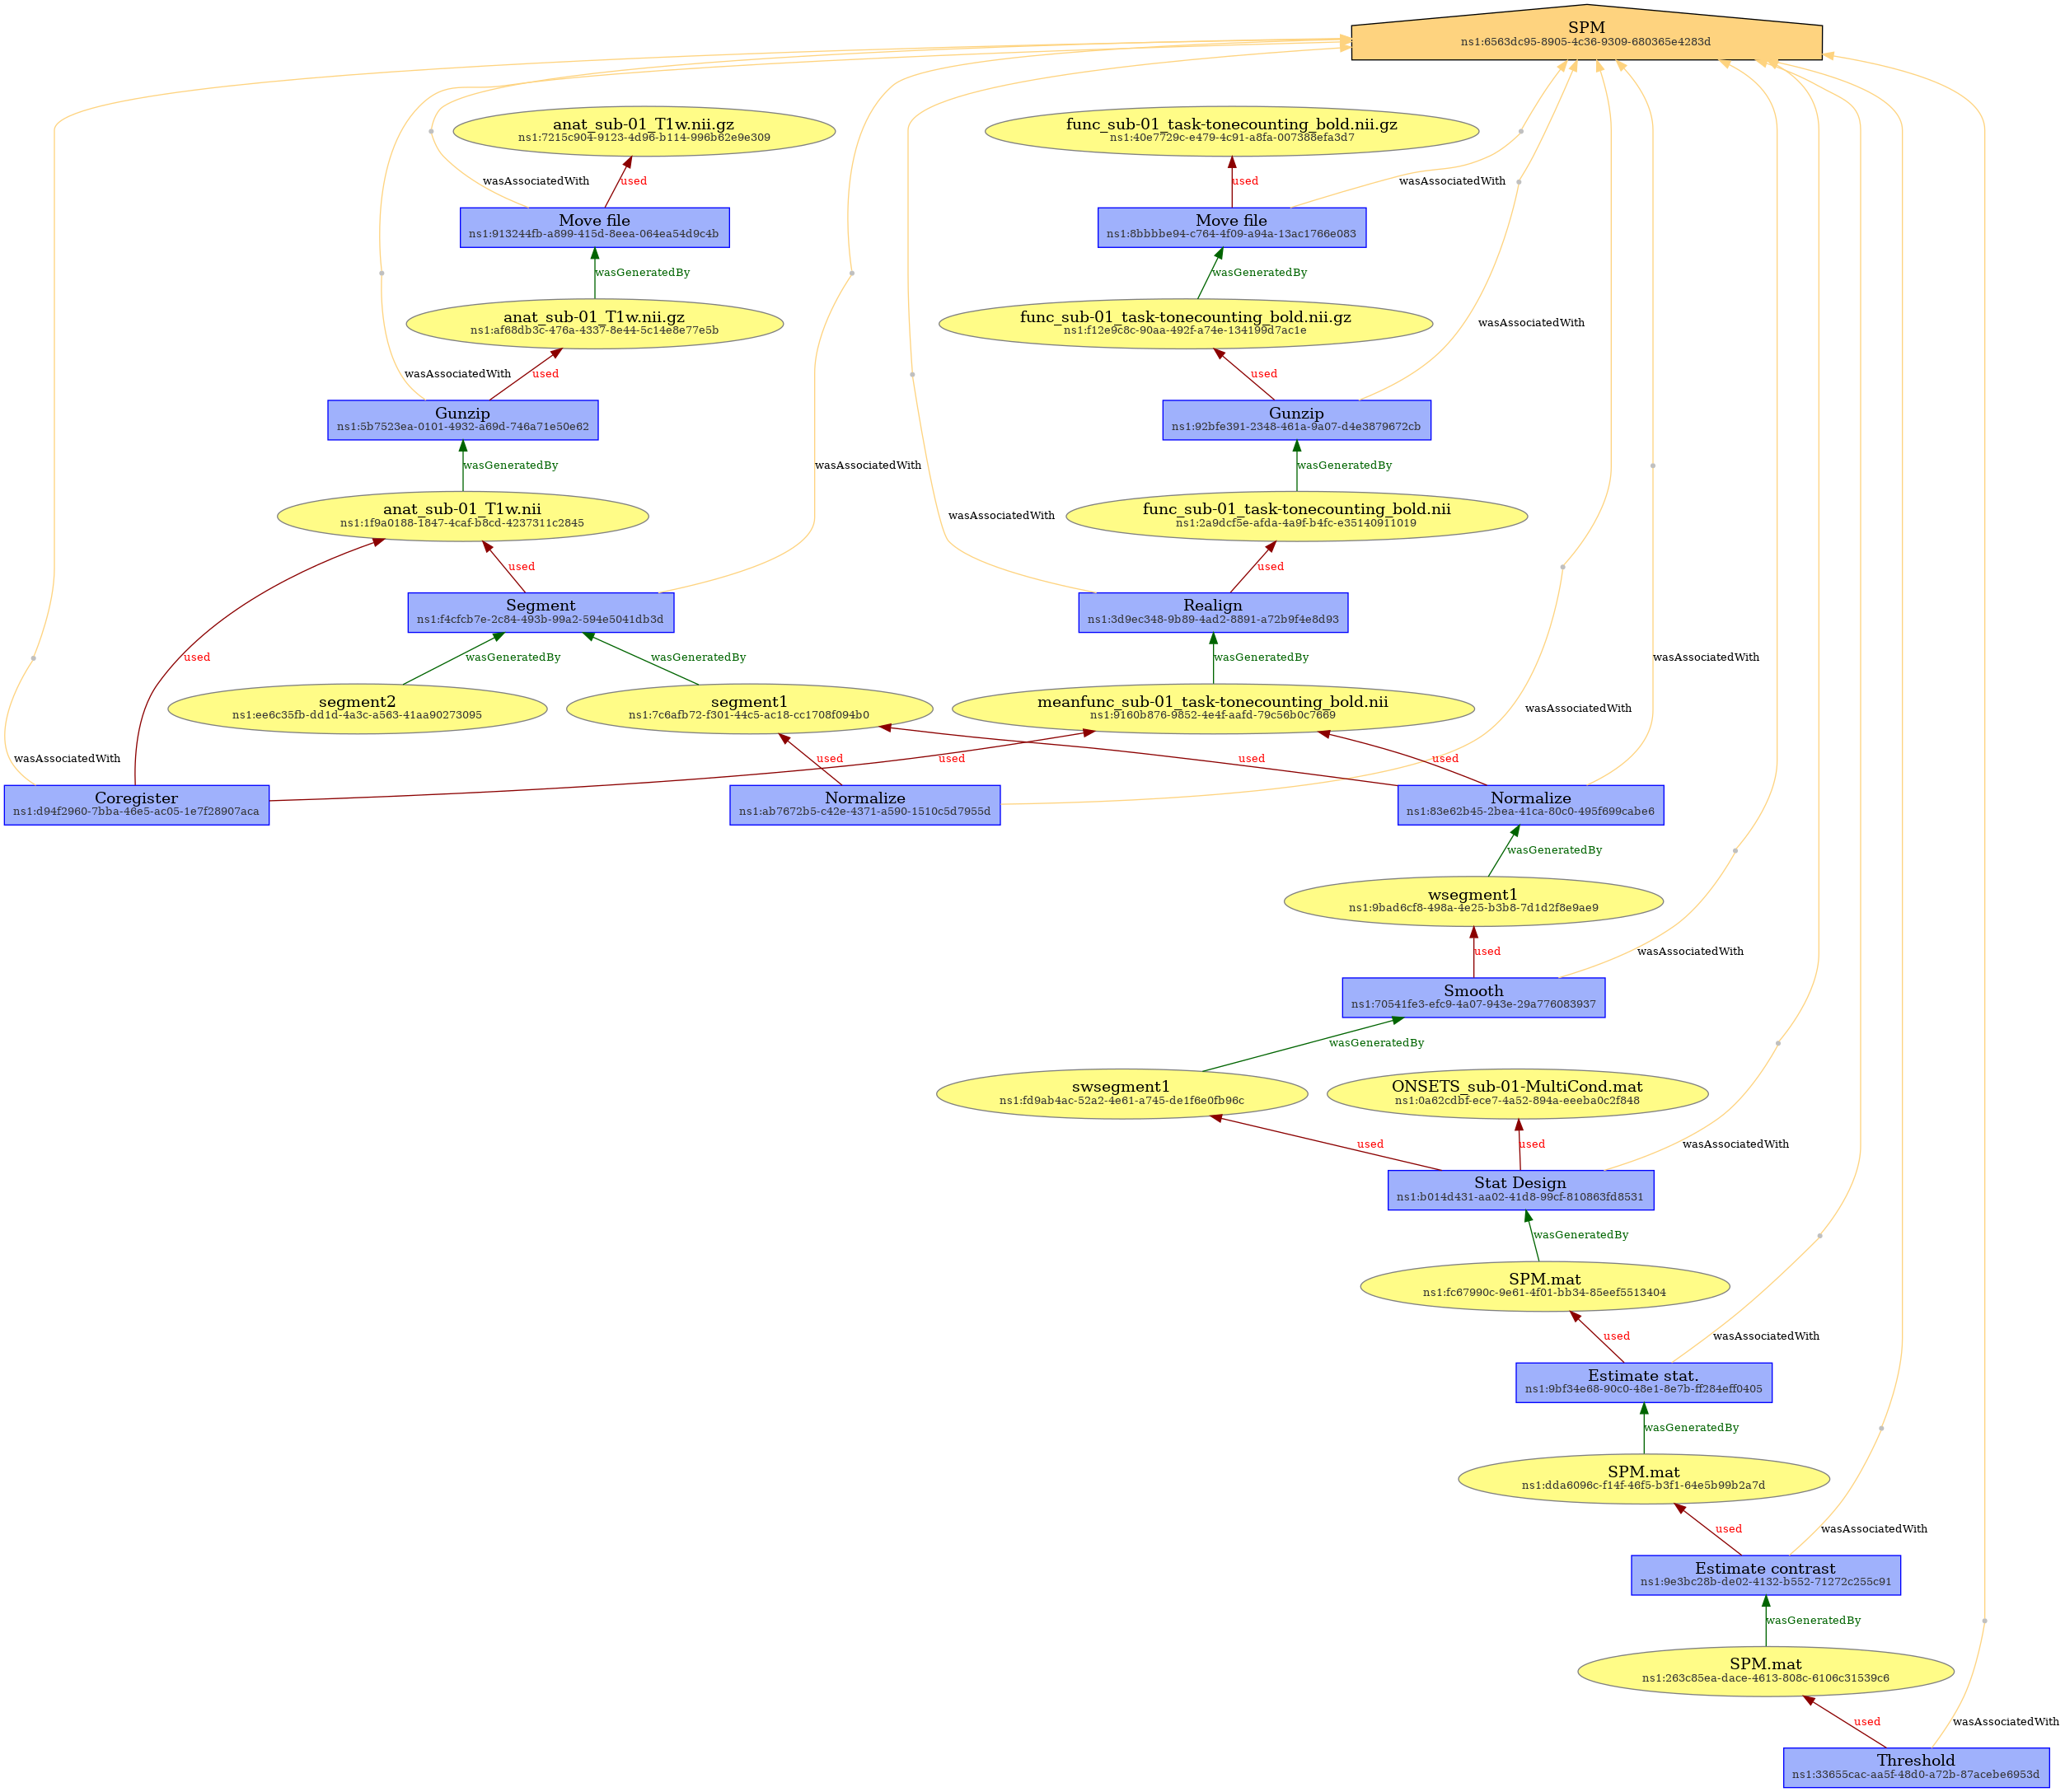 SPM
ns1:6563dc95-8905-4c36-9309-680365e4283d
anat_sub-01_T1w.nii.gz
ns1:7215c904-9123-4d96-b114-996b62e9e309
func_sub-01_task-tonecounting_bold.nii.gz
ns1:40e7729c-e479-4c91-a8fa-007388efa3d7
wasAssociatedWith
used
used
wasAssociatedWith
Move file
ns1:913244fb-a899-415d-8eea-064ea54d9c4b
Move file
ns1:8bbbbe94-c764-4f09-a94a-13ac1766e083
wasGeneratedBy
wasGeneratedBy
anat_sub-01_T1w.nii.gz
ns1:af68db3c-476a-4337-8e44-5c14e8e77e5b
func_sub-01_task-tonecounting_bold.nii.gz
ns1:f12e9c8c-90aa-492f-a74e-134199d7ac1e
wasAssociatedWith
wasAssociatedWith
used
used
Gunzip
ns1:5b7523ea-0101-4932-a69d-746a71e50e62
Gunzip
ns1:92bfe391-2348-461a-9a07-d4e3879672cb
wasGeneratedBy
wasAssociatedWith
wasGeneratedBy
anat_sub-01_T1w.nii
ns1:1f9a0188-1847-4caf-b8cd-4237311c2845
wasAssociatedWith
func_sub-01_task-tonecounting_bold.nii
ns1:2a9dcf5e-afda-4a9f-b4fc-e35140911019
used
used
Segment
ns1:f4cfcb7e-2c84-493b-99a2-594e5041db3d
Realign
ns1:3d9ec348-9b89-4ad2-8891-a72b9f4e8d93
used
wasGeneratedBy
wasGeneratedBy
wasGeneratedBy
wasAssociatedWith
segment2
ns1:ee6c35fb-dd1d-4a3c-a563-41aa90273095
segment1
ns1:7c6afb72-f301-44c5-ac18-cc1708f094b0
meanfunc_sub-01_task-tonecounting_bold.nii
ns1:9160b876-9852-4e4f-aafd-79c56b0c7669
wasAssociatedWith
wasAssociatedWith
used
used
used
used
Coregister
ns1:d94f2960-7bba-46e5-ac05-1e7f28907aca
Normalize
ns1:ab7672b5-c42e-4371-a590-1510c5d7955d
Normalize
ns1:83e62b45-2bea-41ca-80c0-495f699cabe6
wasGeneratedBy
wsegment1
ns1:9bad6cf8-498a-4e25-b3b8-7d1d2f8e9ae9
used
wasAssociatedWith
Smooth
ns1:70541fe3-efc9-4a07-943e-29a776083937
wasGeneratedBy
swsegment1
ns1:fd9ab4ac-52a2-4e61-a745-de1f6e0fb96c
ONSETS_sub-01-MultiCond.mat
ns1:0a62cdbf-ece7-4a52-894a-eeeba0c2f848
used
used
wasAssociatedWith
Stat Design
ns1:b014d431-aa02-41d8-99cf-810863fd8531
wasGeneratedBy
SPM.mat
ns1:fc67990c-9e61-4f01-bb34-85eef5513404
used
wasAssociatedWith
Estimate stat.
ns1:9bf34e68-90c0-48e1-8e7b-ff284eff0405
wasGeneratedBy
SPM.mat
ns1:dda6096c-f14f-46f5-b3f1-64e5b99b2a7d
used
wasAssociatedWith
Estimate contrast
ns1:9e3bc28b-de02-4132-b552-71272c255c91
wasGeneratedBy
SPM.mat
ns1:263c85ea-dace-4613-808c-6106c31539c6
used
wasAssociatedWith
Threshold
ns1:33655cac-aa5f-48d0-a72b-87acebe6953d